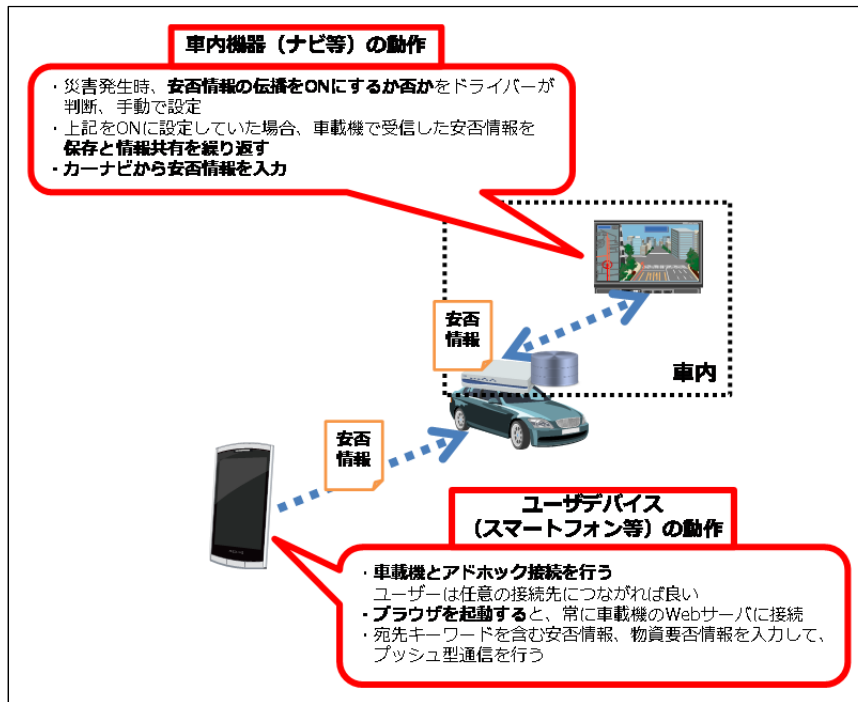 車内機器（ナビ等）の動作
・災害発生時、安否情報の伝播をONにするか否かをドライバーが
判断、手動で設定
・上記をONに設定していた場合、車載機で受信した安否情報を
保存と情報共有を繰り返す
・カーナビから安否情報を入力
安否
情報
車内
安否
情報
ユーザデバイス
（スマートフォン等）の動作
・車載機とアドホック接続を行う
ユーザーは任意の接続先につながれば良い
・ブラウザを起動すると、常に車載機のWebサーバに接続
・宛先キーワードを含む安否情報、物資要否情報を入力して、
プッシュ型通信を行う